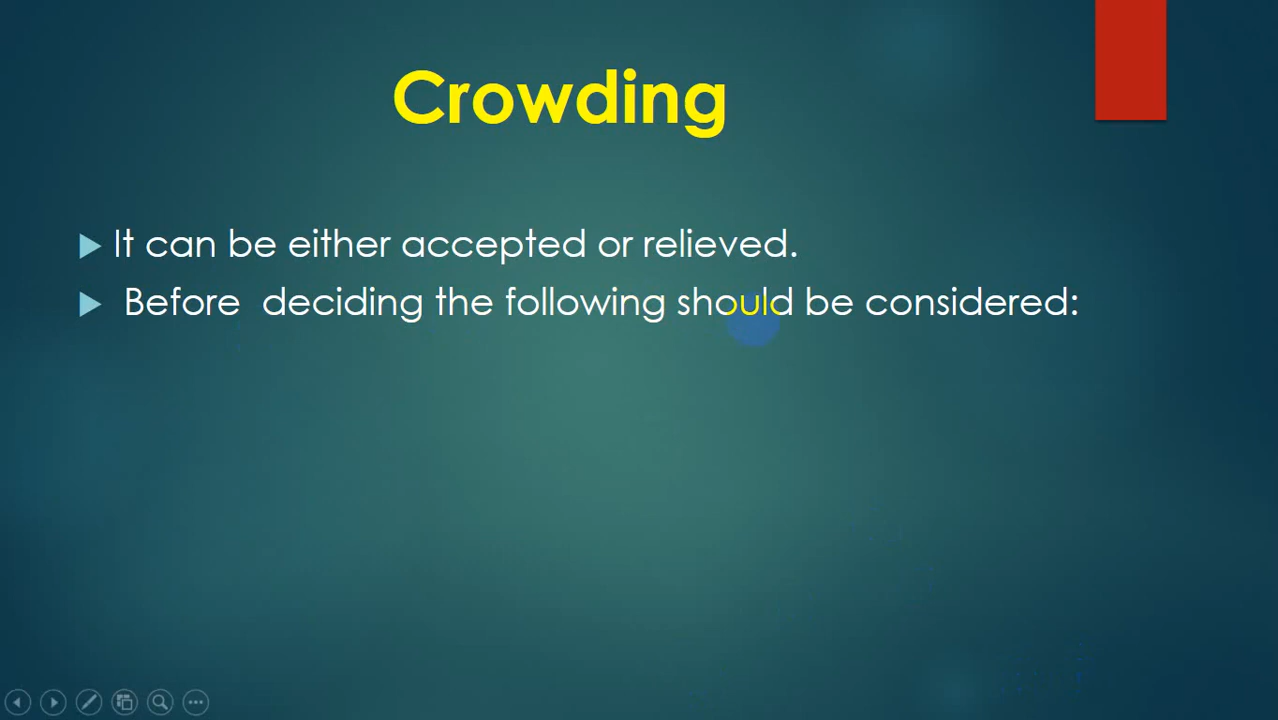 Crowding
It can be either accepted or relieved.
Before deciding the following should be considered: